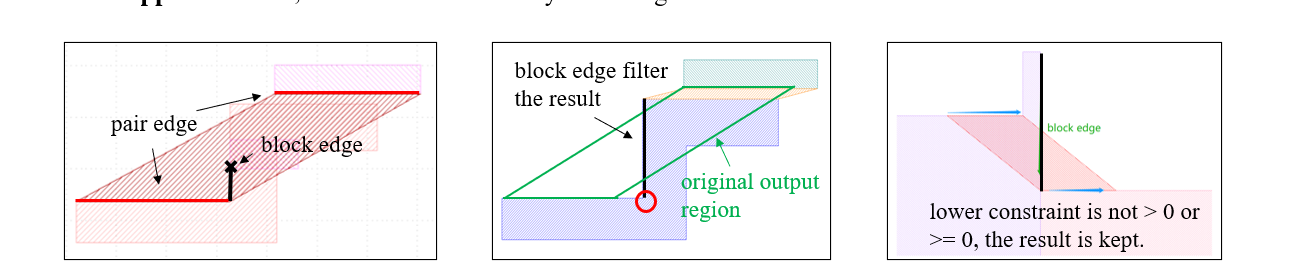 pair edge
block edge
block edge filter
the result
original output
region
block edge
lower constraint is not > 0 or
>= 0, the result is kept.